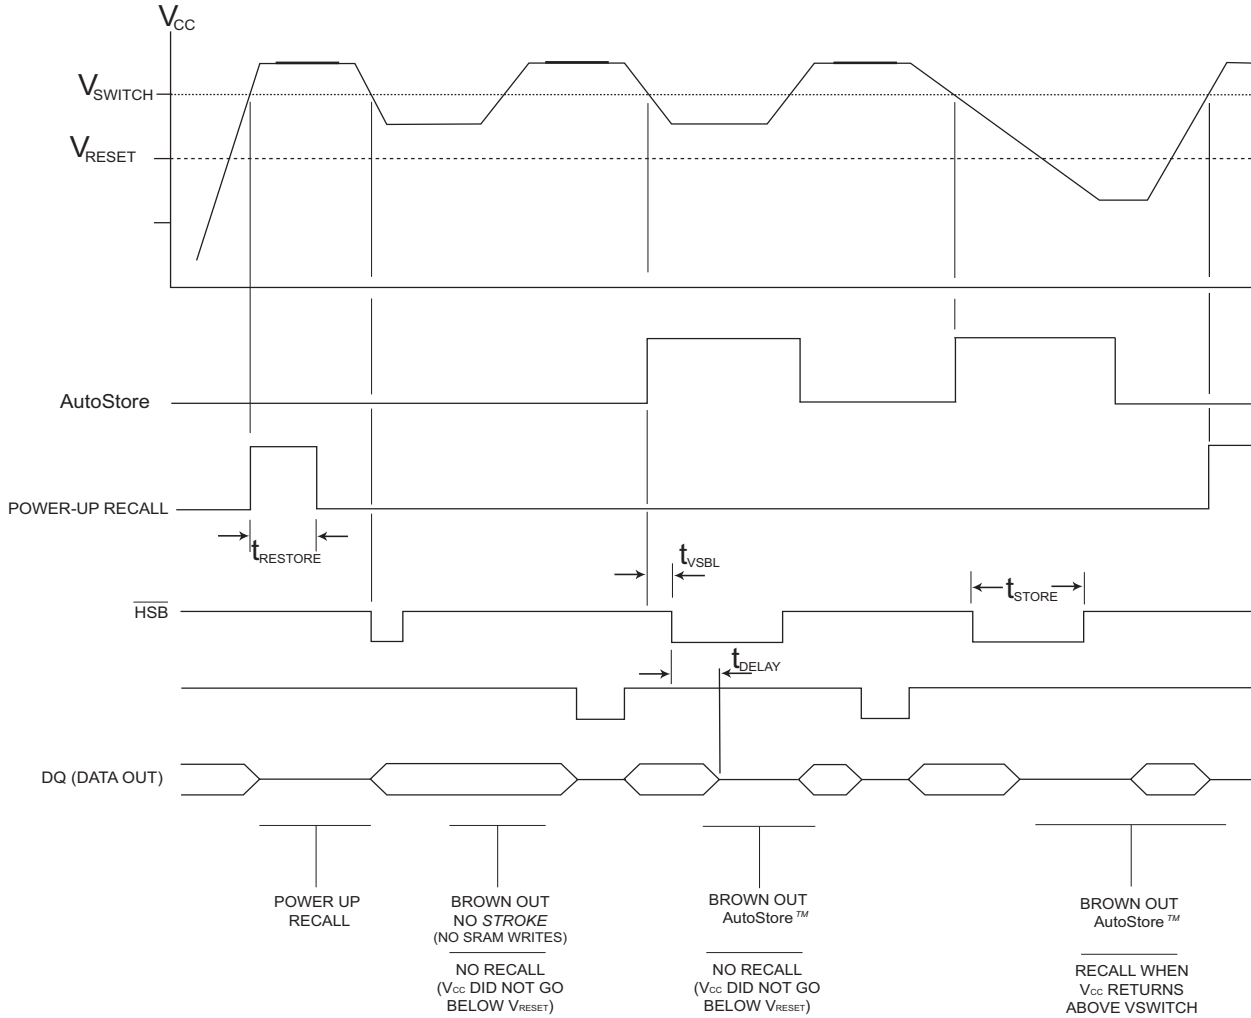 VCC
VSWITCH
VRESET
AutoStore
POWER-UP RECALL
tRESTORE
tVSBL
HSB
tSTORE
tDELAY
DQ (DATA OUT)
POWER UP
RECALL
BROWN OUT
NO STROKE
(NO SRAM WRITES)
NO RECALL
(VCC DID NOT GO
BELOW VRESET)
BROWN OUT
AutoStore™
NO RECALL
(VCC DID NOT GO
BELOW VRESET)
BROWN OUT
AutoStore™
RECALL WHEN
VCC RETURNS
ABOVE VSWITCH